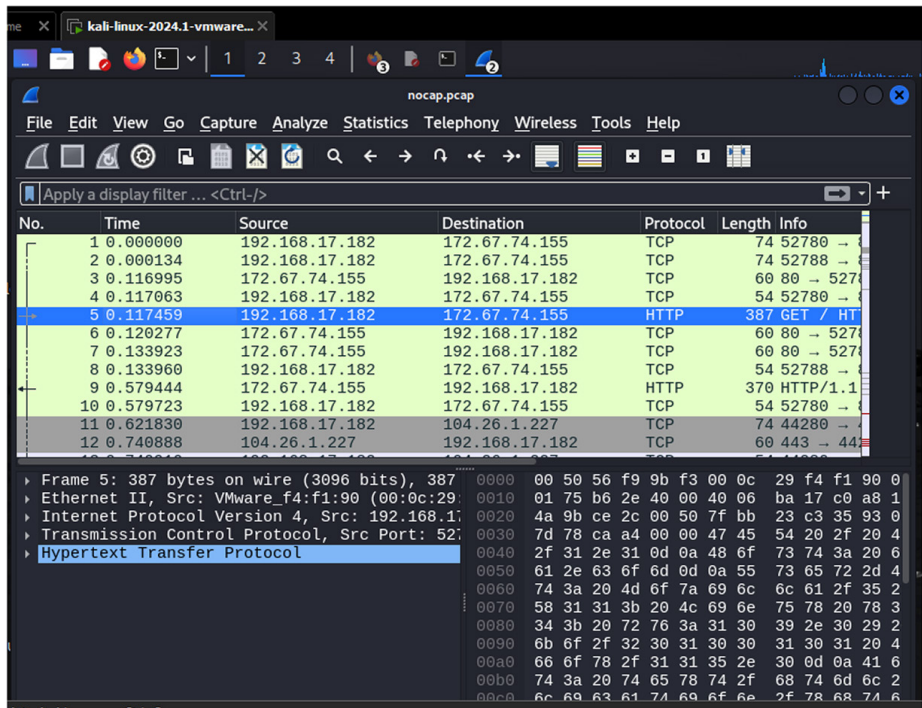 me
kali-linux-2024.1-vmware...
1 2 3 4
3
2
nocap.pcap
File Edit View Go Capture Analyze Statistics Telephony Wireless Tools Help
Apply a display filter ... <Ctrl-/>
No. Time Source Destination Protocol Length Info
1 0.000000 192.168.17.182 172.67.74.155 TCP 74 52780 →
2 0.000134 192.168.17.182 172.67.74.155 TCP 74 52788 →
3 0.116995 172.67.74.155 192.168.17.182 TCP 60 80 → 527
4 0.117063 192.168.17.182 172.67.74.155 TCP 54 52780 →
5 0.117459 192.168.17.182 172.67.74.155 HTTP 387 GET / HT
6 0.120277 172.67.74.155 192.168.17.182 TCP 60 80 → 527
7 0.133923 172.67.74.155 192.168.17.182 TCP 60 80 → 527
8 0.133960 192.168.17.182 172.67.74.155 TCP 54 52788 →
9 0.579444 172.67.74.155 192.168.17.182 HTTP 370 HTTP/1.1
10 0.579723 192.168.17.182 172.67.74.155 TCP 54 52780 →
11 0.621830 192.168.17.182 104.26.1.227 TCP 74 44280 →
12 0.740888 104.26.1.227 192.168.17.182 TCP 60 443 → 44
Frame 5: 387 bytes on wire (3096 bits), 387
Ethernet II, Src: VMware_f4:f1:90 (00:0c:29:
Internet Protocol Version 4, Src: 192.168.17
Transmission Control Protocol, Src Port: 527
Hypertext Transfer Protocol
0000 00 50 56 f9 9b f3 00 0c 29 f4 f1 90 0
0010 01 75 b6 2e 40 00 40 06 ba 17 c0 a8 1
0020 4a 9b ce 2c 00 50 7f bb 23 c3 35 93 0
0030 7d 78 ca a4 00 00 47 45 54 20 2f 20 4
0040 2f 31 2e 31 0d 0a 48 6f 73 74 3a 20 6
0050 61 2e 63 6f 6d 0d 0a 55 73 65 72 2d 4
0060 74 3a 20 4d 6f 7a 69 6c 6c 61 2f 35 2
0070 58 31 31 3b 20 4c 69 6e 75 78 20 78 3
0080 34 3b 20 72 76 3a 31 30 39 2e 30 29 2
0090 6b 6f 2f 32 30 31 30 30 31 30 31 20 4
00a0 66 6f 78 2f 31 31 35 2e 30 0d 0a 41 6
00b0 74 3a 20 74 65 78 74 2f 68 74 6d 6c 2
00c0 6c 69 63 61 74 69 6f 6e 2f 78 68 74 6